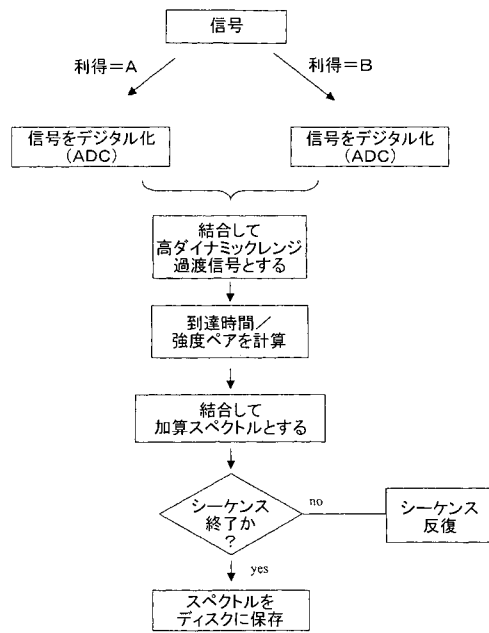 信号
利得＝A
利得＝B
信号をデジタル化
(ADC)
信号をデジタル化
(ADC)
結合して
高ダイナミックレンジ
過渡信号とする
到達時間／
強度ペアを計算
結合して
加算スペクトルとする
シーケンス
終了か
？
no
シーケンス
反復
yes
スペクトルを
ディスクに保存